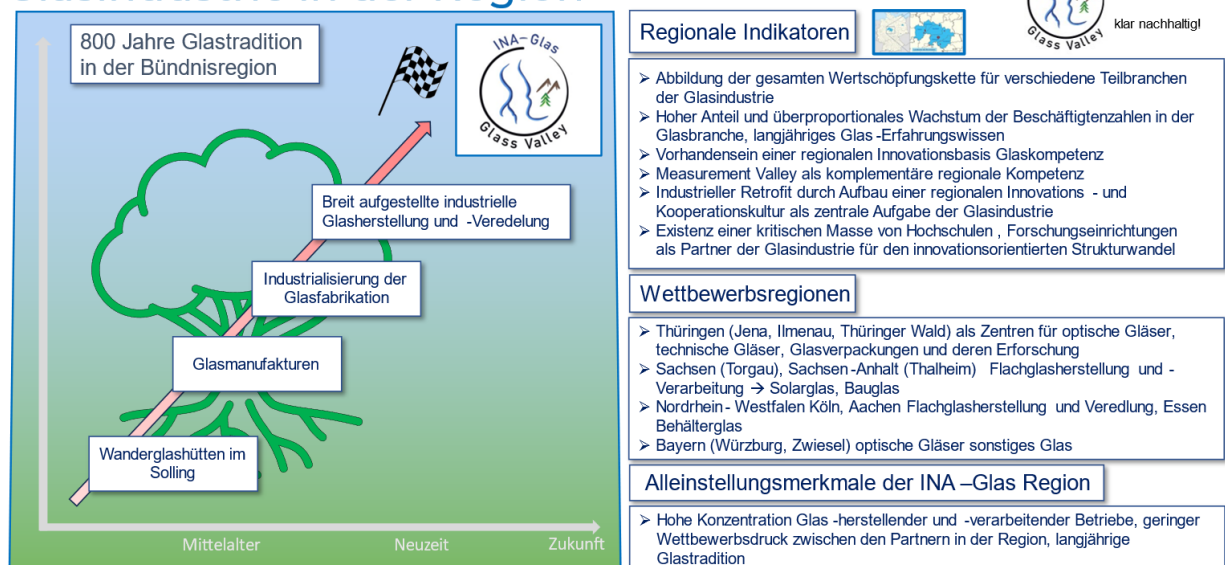 Glasindustrie in der Region
800 Jahre Glastradition
in der Bündnisregion
INA-Glas
Glass Valley
Breit aufgestellte industrielle
Glasherstellung und -Veredelung
Industrialisierung der
Glasfabrikation
Glasmanufakturen
Wanderglashütten im
Solling
Mittelalter
Neuzeit
Zukunft
Glass Valley
klar nachhaltig!
Regionale Indikatoren
➢ Abbildung der gesamten Wertschöpfungskette für verschiedene Teilbranchen
der Glasindustrie
➢ Hoher Anteil und überproportionales Wachstum der Beschäftigtenzahlen in der
Glasbranche, langjähriges Glas -Erfahrungswissen
➢ Vorhandensein einer regionalen Innovationsbasis Glaskompetenz
➢ Measurement Valley als komplementäre regionale Kompetenz
➢ Industrieller Retrofit durch Aufbau einer regionalen Innovations - und
Kooperationskultur als zentrale Aufgabe der Glasindustrie
➢ Existenz einer kritischen Masse von Hochschulen , Forschungseinrichtungen
als Partner der Glasindustrie für den innovationsorientierten Strukturwandel
Wettbewerbsregionen
➢ Thüringen (Jena, Ilmenau, Thüringer Wald) als Zentren für optische Gläser,
technische Gläser, Glasverpackungen und deren Erforschung
➢ Sachsen (Torgau), Sachsen -Anhalt (Thalheim) Flachglasherstellung und -
Verarbeitung → Solarglas, Bauglas
➢ Nordrhein - Westfalen Köln, Aachen Flachglasherstellung und Veredlung, Essen
Behälterglas
➢ Bayern (Würzburg, Zwiesel) optische Gläser sonstiges Glas
Alleinstellungsmerkmale der INA –Glas Region
➢ Hohe Konzentration Glas -herstellender und -verarbeitender Betriebe, geringer
Wettbewerbsdruck zwischen den Partnern in der Region, langjährige
Glastradition